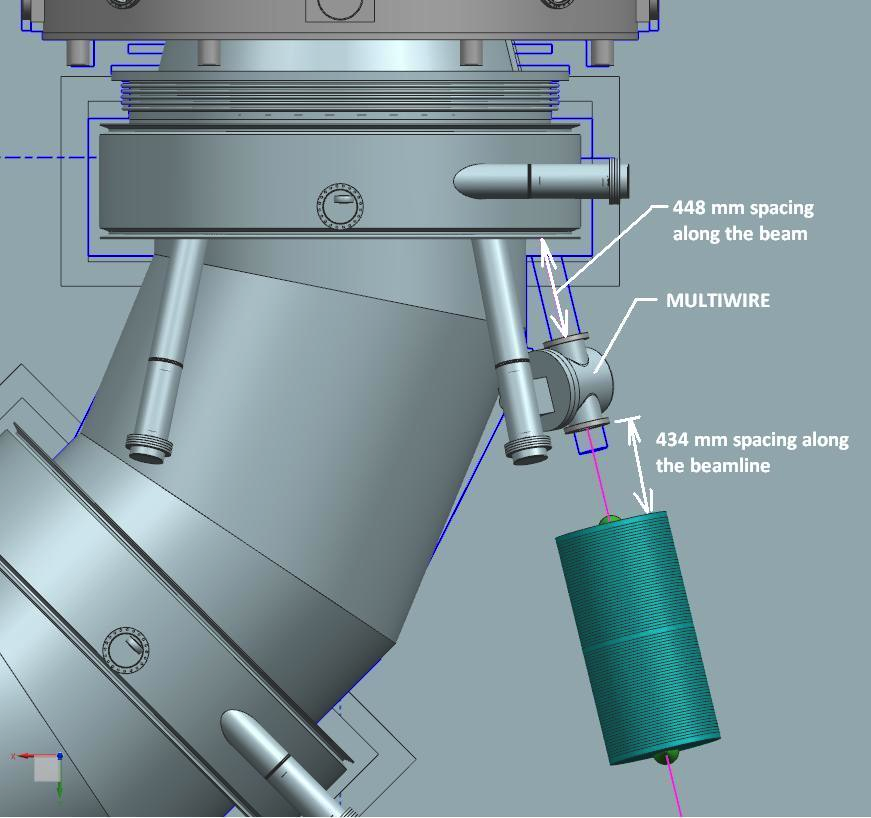 448 mm spacing
along the beam
MULTIWIRE
434 mm spacing along
the beamline
X